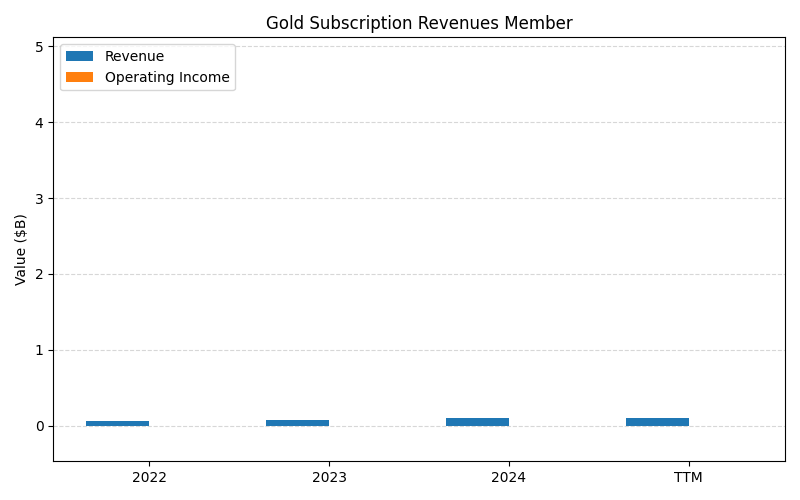 Gold Subscription Revenues Member
Revenue
Operating Income
Value ($B)
5
4
3
2
1
0
2022
2023
2024
TTM